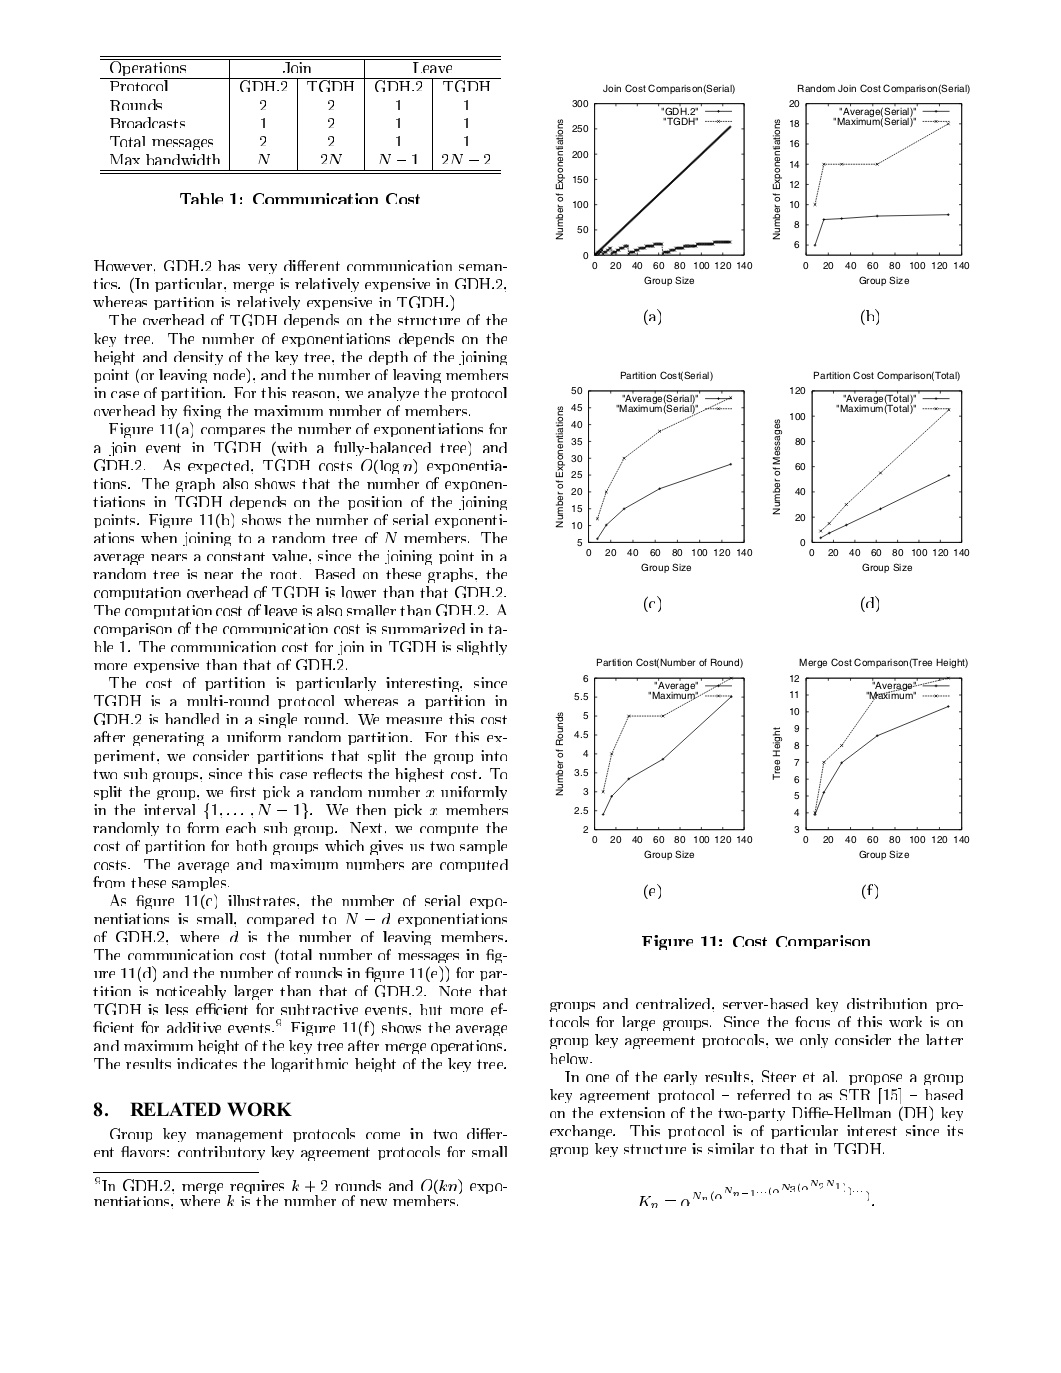 Operations Join Leave
Protocol GDH.2 TGDH GDH.2 TGDH
Rounds 2 2 1 1
Broadcasts 1 2 1 1
Total messages 2 2 1 1
Max bandwidth N 2N N − 1 2N − 2
Table 1: Communication Cost
However, GDH.2 has very different communication seman-
tics. (In particular, merge is relatively expensive in GDH.2,
whereas partition is relatively expensive in TGDH.)
The overhead of TGDH depends on the structure of the
key tree. The number of exponentiations depends on the
height and density of the key tree, the depth of the joining
point (or leaving node), and the number of leaving members
in case of partition. For this reason, we analyze the protocol
overhead by fixing the maximum number of members.
Figure 11(a) compares the number of exponentiations for
a join event in TGDH (with a fully-balanced tree) and
GDH.2. As expected, TGDH costs O(log n) exponentia-
tions. The graph also shows that the number of exponen-
tiations in TGDH depends on the position of the joining
points. Figure 11(b) shows the number of serial exponenti-
ations when joining to a random tree of N members. The
average nears a constant value, since the joining point in a
random tree is near the root. Based on these graphs, the
computation overhead of TGDH is lower than that GDH.2.
The computation cost of leave is also smaller than GDH.2. A
comparison of the communication cost is summarized in ta-
ble 1. The communication cost for join in TGDH is slightly
more expensive than that of GDH.2.
The cost of partition is particularly interesting, since
TGDH is a multi-round protocol whereas a partition in
GDH.2 is handled in a single round. We measure this cost
after generating a uniform random partition. For this ex-
periment, we consider partitions that split the group into
two sub groups, since this case reflects the highest cost. To
split the group, we first pick a random number x uniformly
in the interval {1, . . . , N − 1}. We then pick x members
randomly to form each sub group. Next, we compute the
cost of partition for both groups which gives us two sample
costs. The average and maximum numbers are computed
from these samples.
As figure 11(c) illustrates, the number of serial expo-
nentiations is small, compared to N − d exponentiations
of GDH.2, where d is the number of leaving members.
The communication cost (total number of messages in fig-
ure 11(d) and the number of rounds in figure 11(e)) for par-
tition is noticeably larger than that of GDH.2. Note that
TGDH is less efficient for subtractive events, but more ef-
ficient for additive events.9 Figure 11(f) shows the average
and maximum height of the key tree after merge operations.
The results indicates the logarithmic height of the key tree.
8. RELATED WORK
Group key management protocols come in two differ-
ent flavors: contributory key agreement protocols for small
9In GDH.2, merge requires k + 2 rounds and O(kn) expo-
nentiations, where k is the number of new members.
Join Cost Comparison(Serial)
"GDH.2"
"TGDH"
Number of Exponentiations
300
250
200
150
100
50
0
0 20 40 60 80 100 120 140
Group Size
(a)
Random Join Cost Comparison(Serial)
"Average(Serial)"
"Maximum(Serial)"
Number of Exponentiations
20
18
16
14
12
10
8
6
0 20 40 60 80 100 120 140
Group Size
(b)
Partition Cost(Serial)
"Average(Serial)"
"Maximum(Serial)"
Number of Exponentiations
50
45
40
35
30
25
20
15
10
5
0 20 40 60 80 100 120 140
Group Size
(c)
Partition Cost Comparison(Total)
"Average(Total)"
"Maximum(Total)"
Number of Messages
120
100
80
60
40
20
0
0 20 40 60 80 100 120 140
Group Size
(d)
Partition Cost(Number of Round)
"Average"
"Maximum"
Number of Rounds
6
5.5
5
4.5
4
3.5
3
2.5
2
0 20 40 60 80 100 120 140
Group Size
(e)
Merge Cost Comparison(Tree Height)
"Average"
"Maximum"
Tree Height
12
11
10
9
8
7
6
5
4
3
0 20 40 60 80 100 120 140
Group Size
(f)
Figure 11: Cost Comparison
groups and centralized, server-based key distribution pro-
tocols for large groups. Since the focus of this work is on
group key agreement protocols, we only consider the latter
below.
In one of the early results, Steer et al. propose a group
key agreement protocol – referred to as STR [15] – based
on the extension of the two-party Diffie-Hellman (DH) key
exchange. This protocol is of particular interest since its
group key structure is similar to that in TGDH.
K_n = α^{N_n(α^{N_{n−1}···(α^{N_3(α^{N_2 N_1})})···})}.